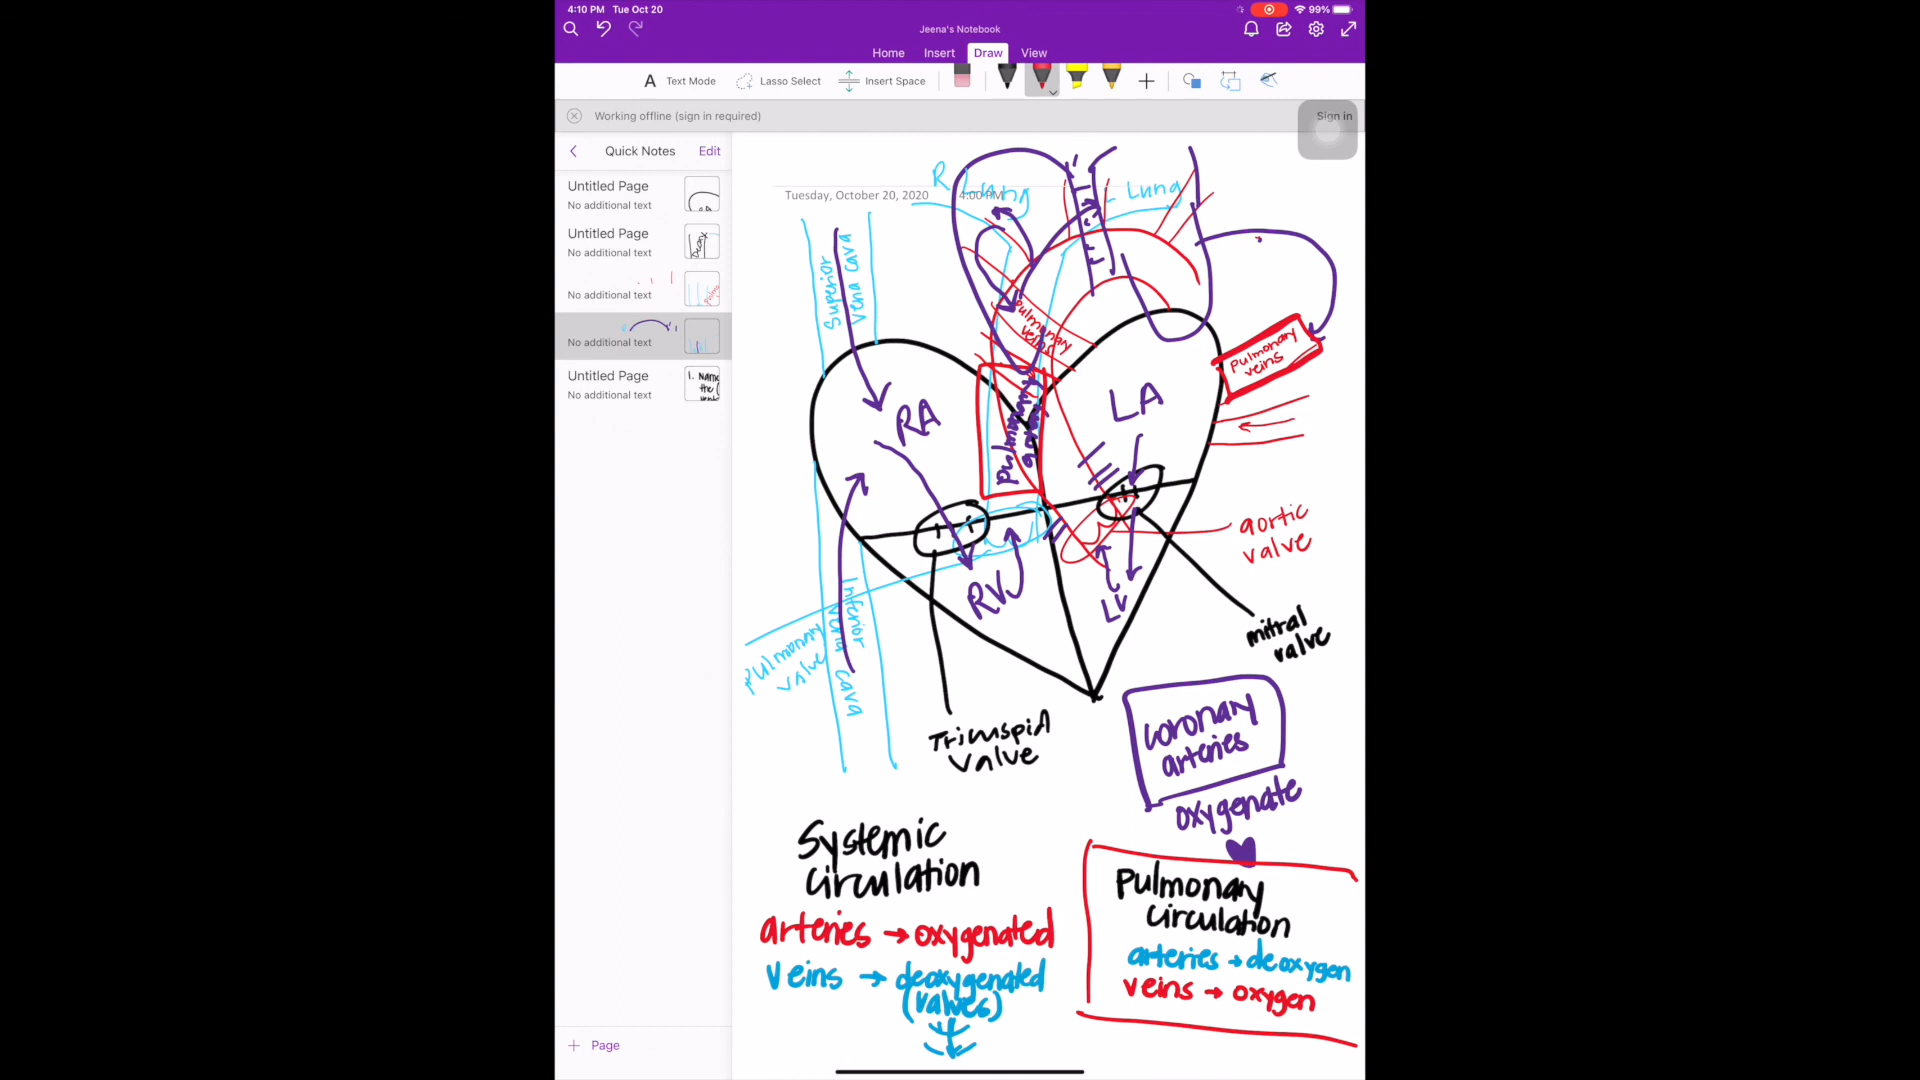 4:10 PM Tue Oct 20
99%
Jeena's Notebook
Home Insert Draw View
A Text Mode Lasso Select Insert Space
Working offline (sign in required)
Sign in
Quick Notes Edit
Untitled Page
No additional text
Untitled Page
No additional text
No additional text
No additional text
Untitled Page
No additional text
1. Name
the
Page
Tuesday, October 20, 2020 4:00 PM
R Lung
L Lung
Superior
Vena Cava
Pulmonary
veins
Pulmonary
veins
Pulmonary
RA
LA
RV
LV
aortic
valve
mitral
valve
Inferior
Vena Cava
Pulmonary
Valve
Tricuspid
Valve
Coronary
arteries
oxygenate
Systemic
Circulation
arteries → oxygenated
Veins → deoxygenated
(valves)
Pulmonary
Circulation
arteries → deoxygen
veins → oxygen